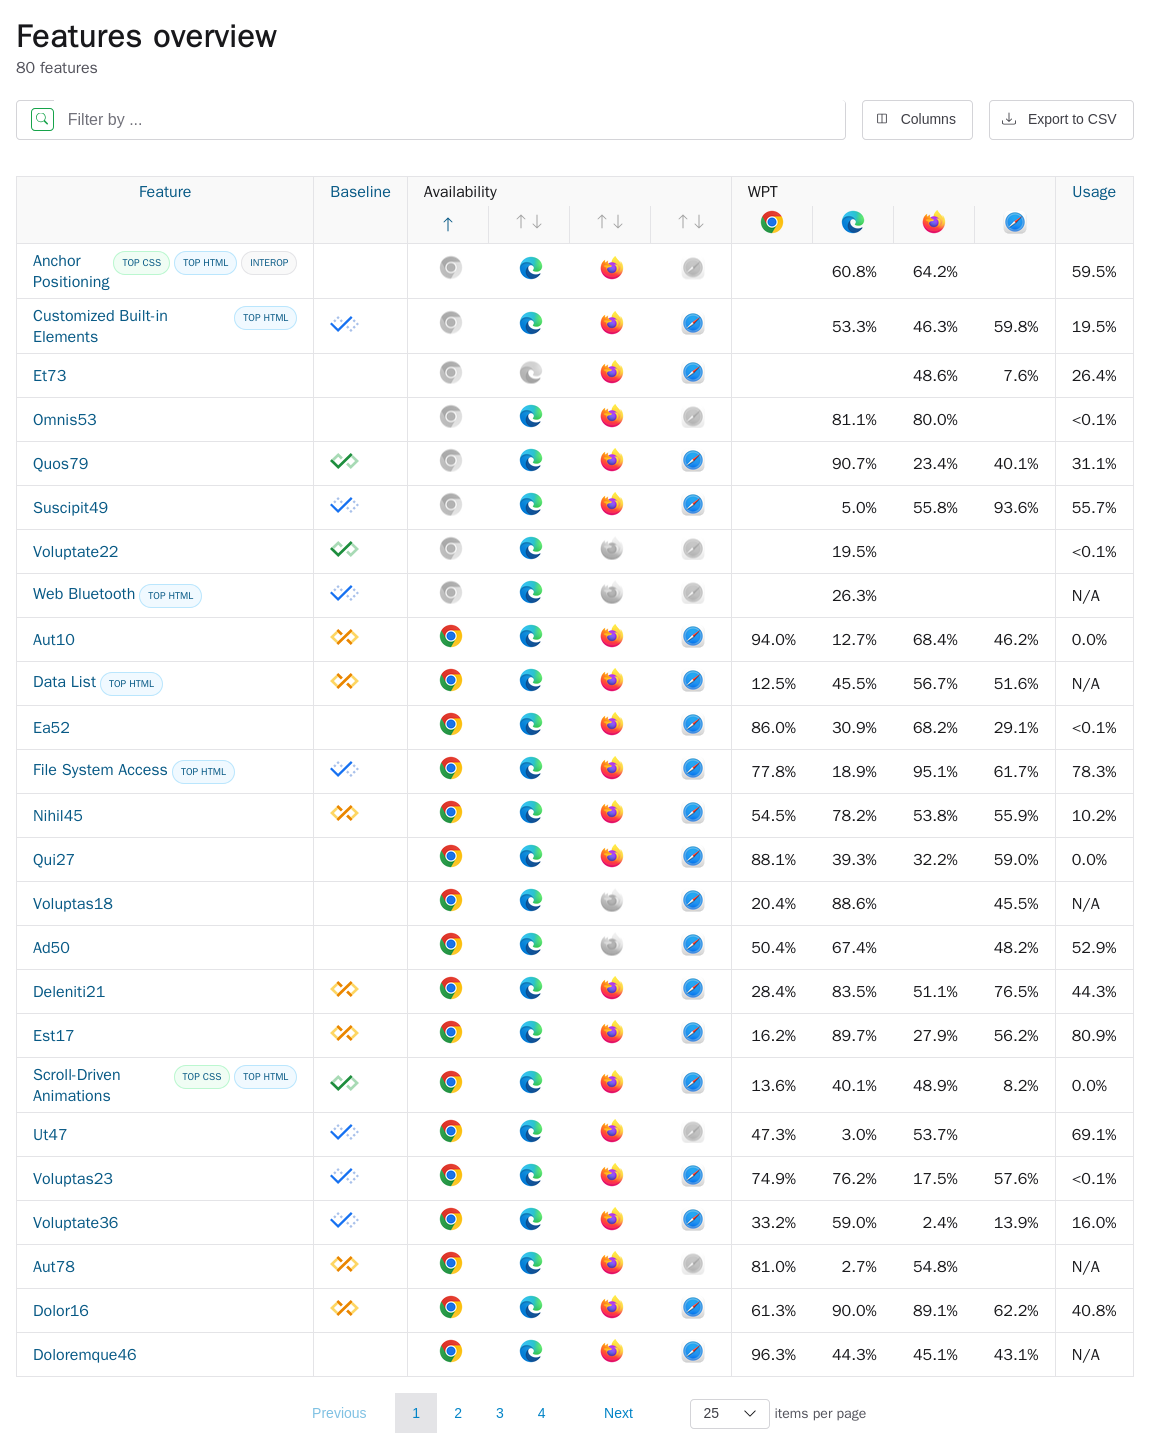 Features overview
80 features
Filter by ...
Columns
Export to CSV
Feature Baseline Availability WPT Usage
Anchor Positioning TOP CSS TOP HTML INTEROP 60.8% 64.2% 59.5%
Customized Built-in Elements TOP HTML 53.3% 46.3% 59.8% 19.5%
Et73 48.6% 7.6% 26.4%
Omnis53 81.1% 80.0% <0.1%
Quos79 90.7% 23.4% 40.1% 31.1%
Suscipit49 5.0% 55.8% 93.6% 55.7%
Voluptate22 19.5% <0.1%
Web Bluetooth TOP HTML 26.3% N/A
Aut10 94.0% 12.7% 68.4% 46.2% 0.0%
Data List TOP HTML 12.5% 45.5% 56.7% 51.6% N/A
Ea52 86.0% 30.9% 68.2% 29.1% <0.1%
File System Access TOP HTML 77.8% 18.9% 95.1% 61.7% 78.3%
Nihil45 54.5% 78.2% 53.8% 55.9% 10.2%
Qui27 88.1% 39.3% 32.2% 59.0% 0.0%
Voluptas18 20.4% 88.6% 45.5% N/A
Ad50 50.4% 67.4% 48.2% 52.9%
Deleniti21 28.4% 83.5% 51.1% 76.5% 44.3%
Est17 16.2% 89.7% 27.9% 56.2% 80.9%
Scroll-Driven Animations TOP CSS TOP HTML 13.6% 40.1% 48.9% 8.2% 0.0%
Ut47 47.3% 3.0% 53.7% 69.1%
Voluptas23 74.9% 76.2% 17.5% 57.6% <0.1%
Voluptate36 33.2% 59.0% 2.4% 13.9% 16.0%
Aut78 81.0% 2.7% 54.8% N/A
Dolor16 61.3% 90.0% 89.1% 62.2% 40.8%
Doloremque46 96.3% 44.3% 45.1% 43.1% N/A
Previous 1 2 3 4 Next 25 items per page